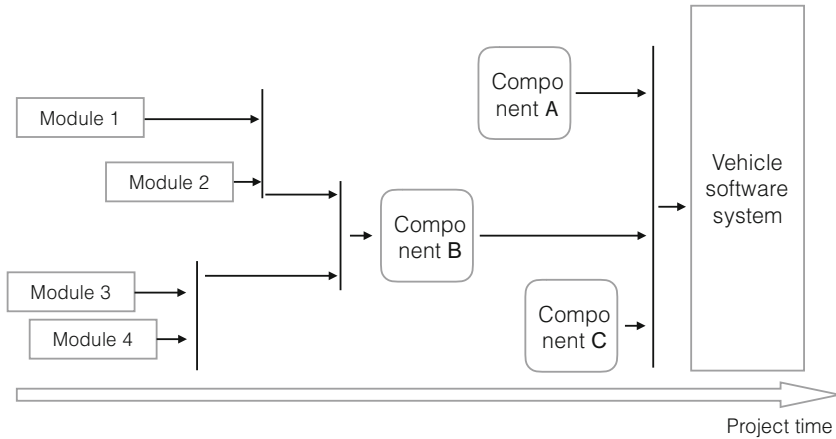 Module 1
Module 2
Module 3
Module 4
Compo
nent A
Compo
nent B
Compo
nent C
Vehicle
software
system
Project time